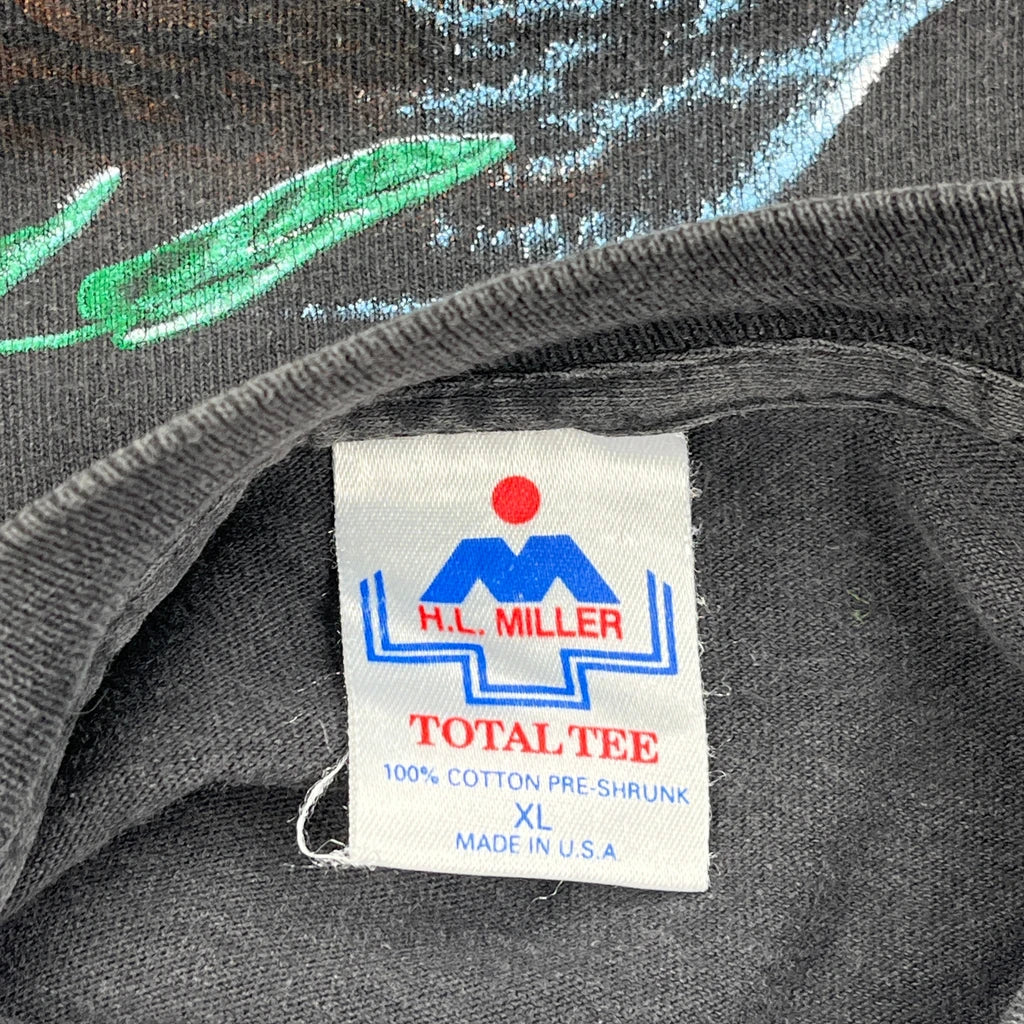 H.L. MILLER
TOTAL TEE
100% COTTON PRE-SHRUNK
XL
MADE IN U.S.A